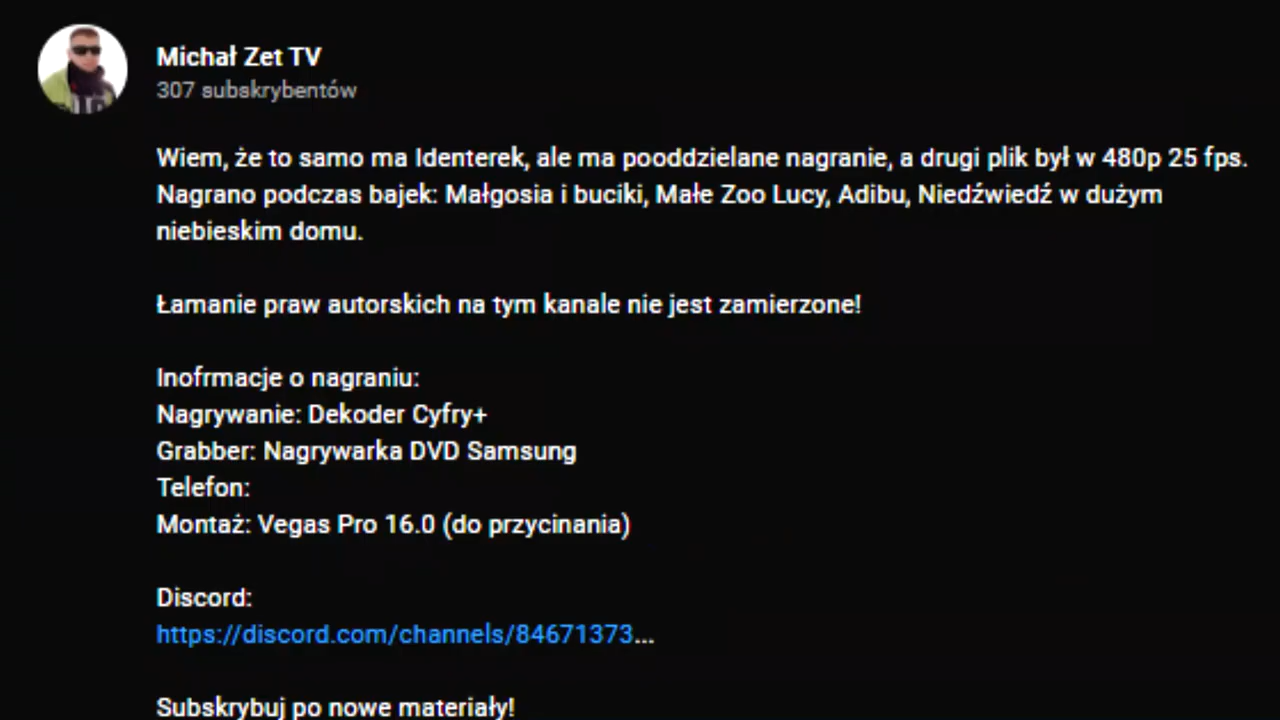 Michał Zet TV
307 subskrybentów
Wiem, że to samo ma Identerek, ale ma pooddzielane nagranie, a drugi plik był w 480p 25 fps.
Nagrano podczas bajek: Małgosia i buciki, Małe Zoo Lucy, Adibu, Niedźwiedź w dużym
niebieskim domu.
Łamanie praw autorskich na tym kanale nie jest zamierzone!
Inofrmacje o nagraniu:
Nagrywanie: Dekoder Cyfry+
Grabber: Nagrywarka DVD Samsung
Telefon:
Montaż: Vegas Pro 16.0 (do przycinania)
Discord:
https://discord.com/channels/84671373...
Subskrybuj po nowe materiały!